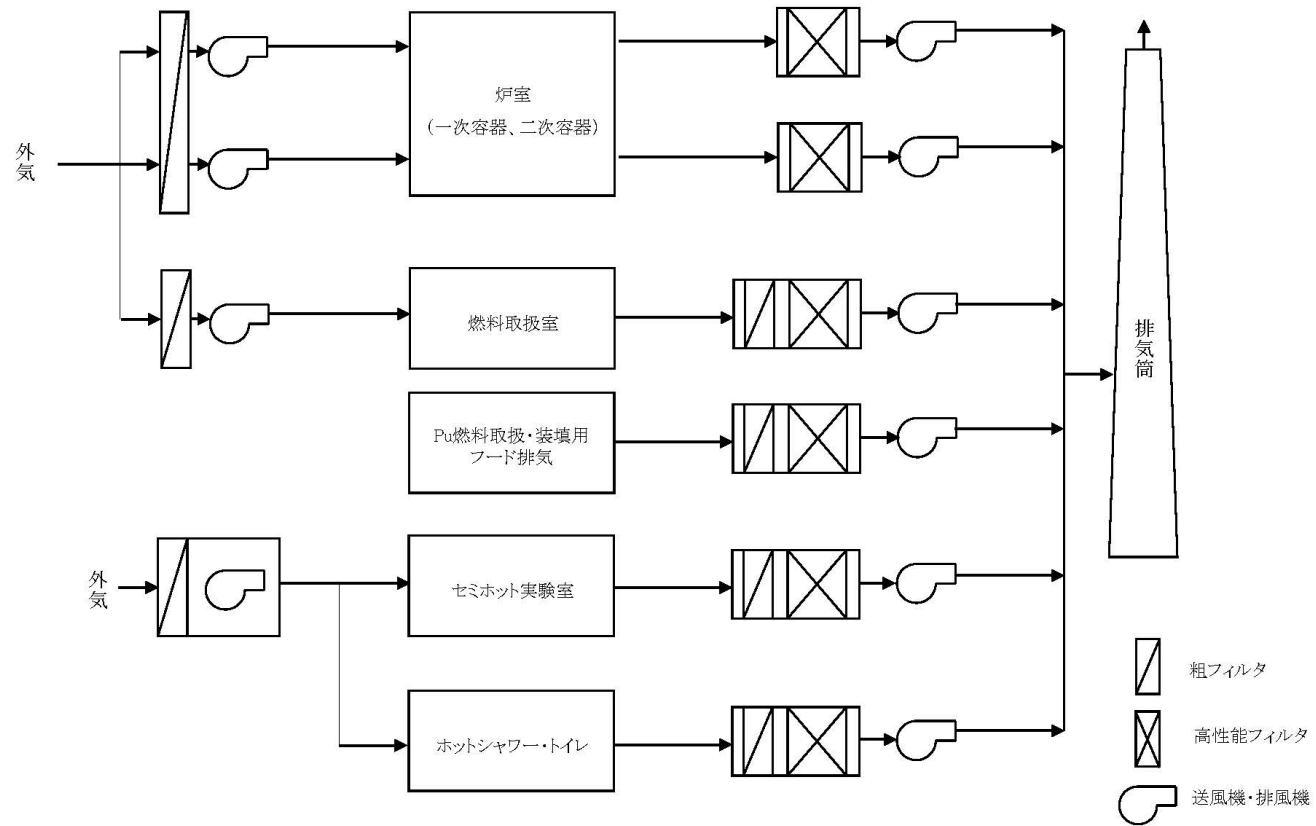 炉室
(一次容器、二次容器)
外気
燃料取扱室
排気筒
Pu燃料取扱・装填用
フード排気
外気
セミホット実験室
ホットシャワー・トイレ
粗フィルタ
高性能フィルタ
送風機・排風機